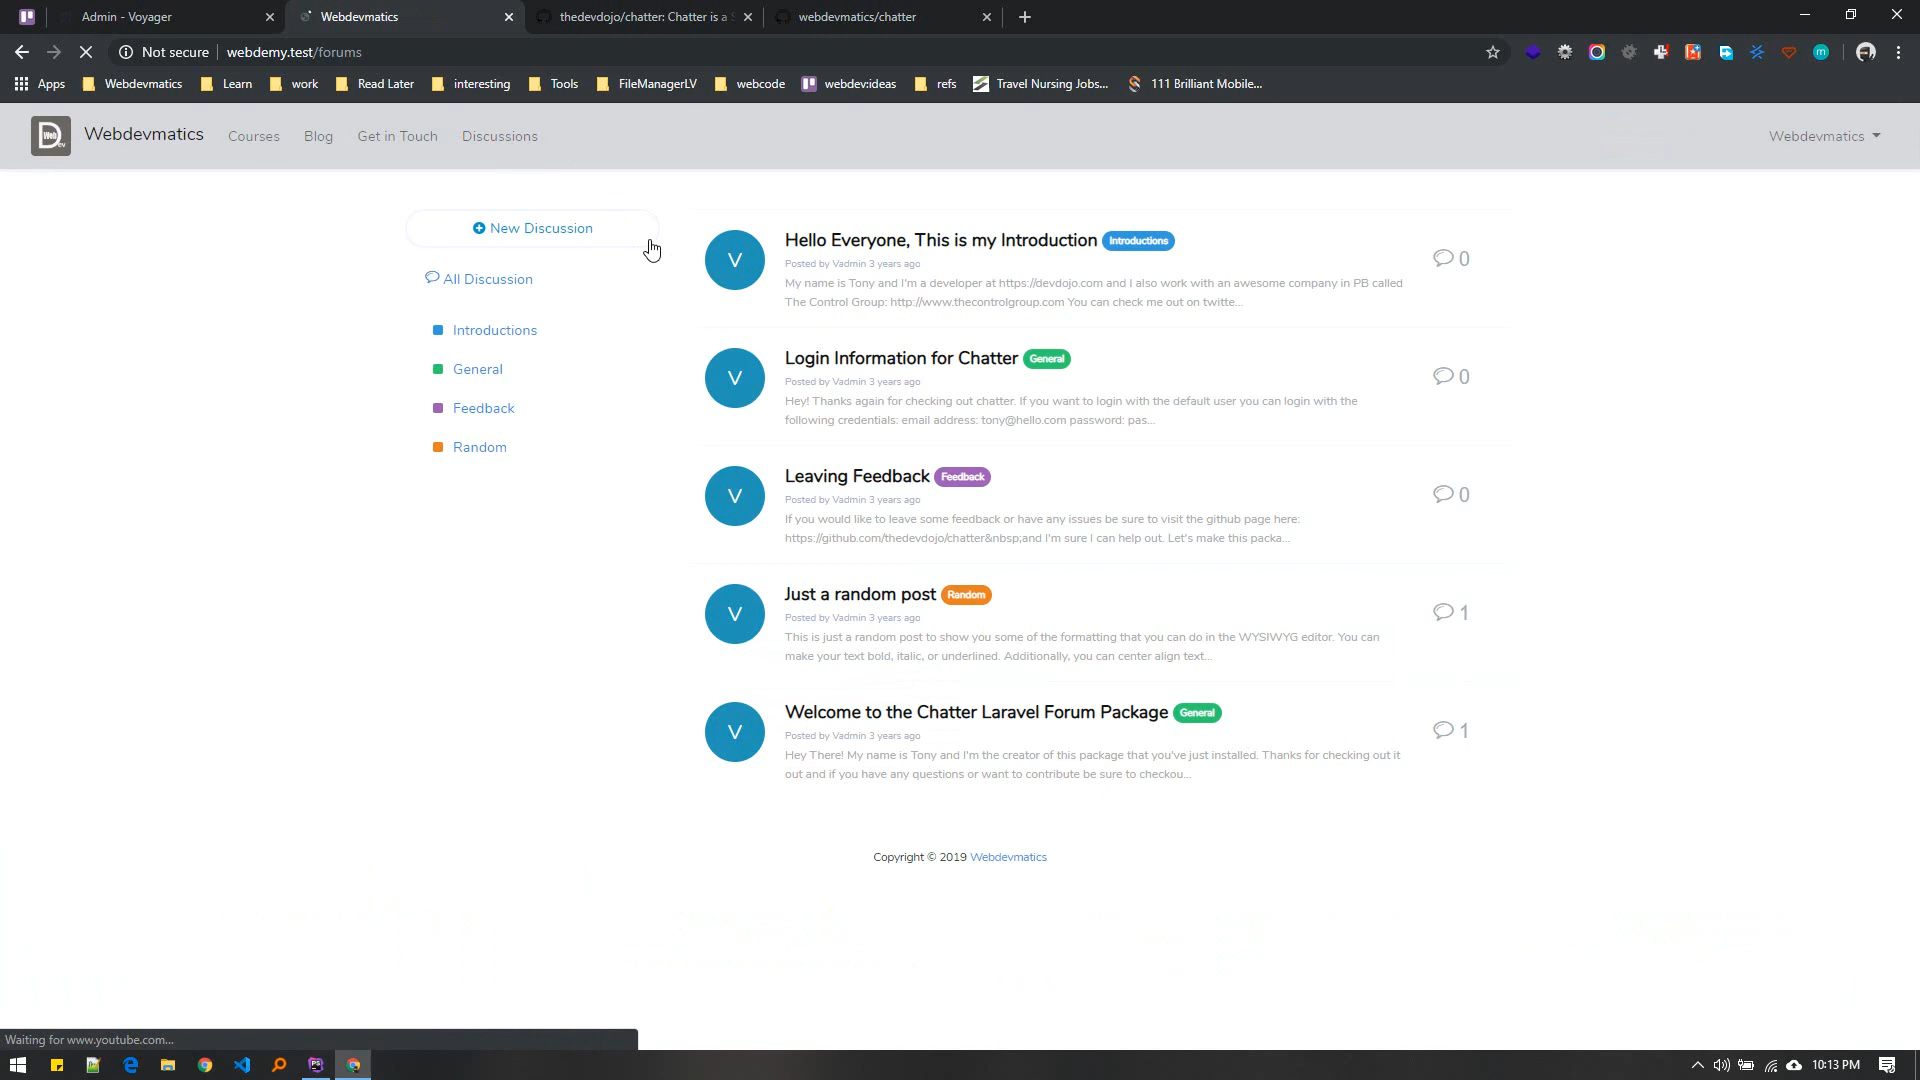 Admin - Voyager
Webdevmatics
thedevdojo/chatter: Chatter is a
webdevmatics/chatter
Not secure
webdemy.test/forums
Apps
Webdevmatics
Learn
work
Read Later
interesting
Tools
FileManagerLV
webcode
webdev:ideas
refs
Travel Nursing Jobs...
111 Brilliant Mobile...
Webdevmatics
Courses
Blog
Get in Touch
Discussions
Webdevmatics
New Discussion
All Discussion
Introductions
General
Feedback
Random
V
Hello Everyone, This is my Introduction Introductions
Posted by Vadmin 3 years ago
My name is Tony and I'm a developer at https://devdojo.com and I also work with an awesome company in PB called
The Control Group: http://www.thecontrolgroup.com You can check me out on twitte...
0
V
Login Information for Chatter General
Posted by Vadmin 3 years ago
Hey! Thanks again for checking out chatter. If you want to login with the default user you can login with the
following credentials: email address: tony@hello.com password: pas...
0
V
Leaving Feedback Feedback
Posted by Vadmin 3 years ago
If you would like to leave some feedback or have any issues be sure to visit the github page here:
https://github.com/thedevdojo/chatter&nbsp;and I'm sure I can help out. Let's make this packa...
0
V
Just a random post Random
Posted by Vadmin 3 years ago
This is just a random post to show you some of the formatting that you can do in the WYSIWYG editor. You can
make your text bold, italic, or underlined. Additionally, you can center align text...
1
V
Welcome to the Chatter Laravel Forum Package General
Posted by Vadmin 3 years ago
Hey There! My name is Tony and I'm the creator of this package that you've just installed. Thanks for checking out it
out and if you have any questions or want to contribute be sure to checkou...
1
Copyright © 2019 Webdevmatics
Waiting for www.youtube.com...
10:13 PM